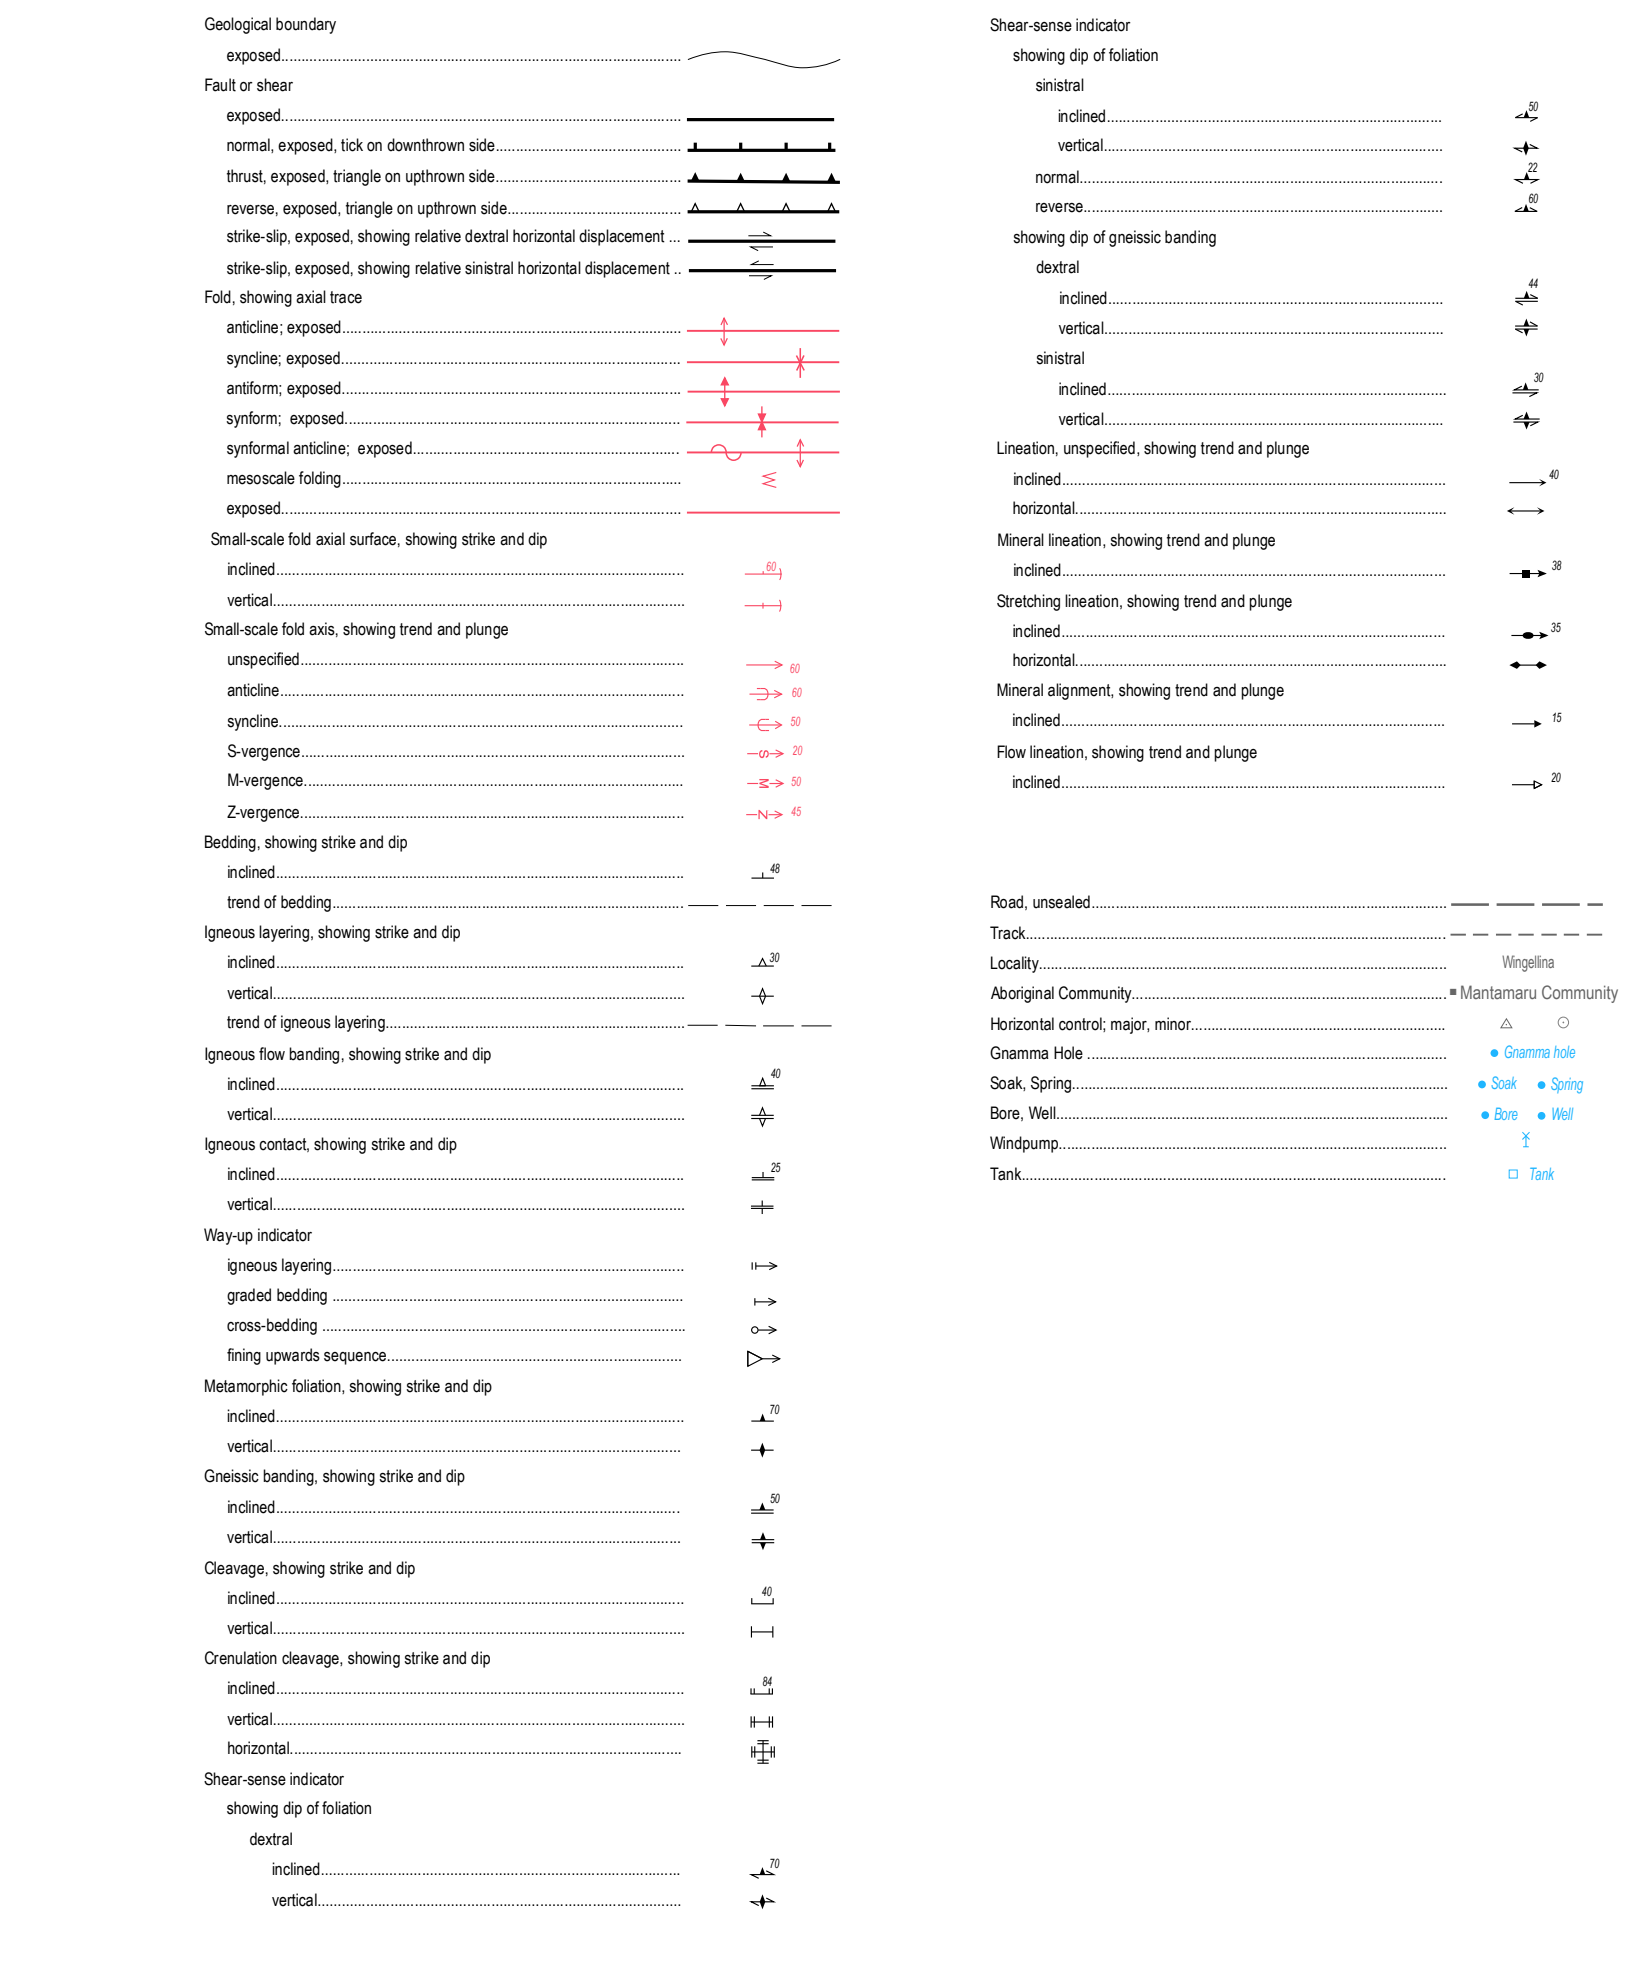 Geological boundary
exposed
Fault or shear
exposed
normal, exposed, tick on downthrown side
thrust, exposed, triangle on upthrown side
reverse, exposed, triangle on upthrown side
strike-slip, exposed, showing relative dextral horizontal displacement ...
strike-slip, exposed, showing relative sinistral horizontal displacement ..
Fold, showing axial trace
anticline; exposed
syncline; exposed
antiform; exposed
synform; exposed
synformal anticline; exposed
mesoscale folding
exposed
Small-scale fold axial surface, showing strike and dip
inclined 60
vertical
Small-scale fold axis, showing trend and plunge
unspecified 60
anticline 60
syncline 50
S-vergence S 20
M-vergence M 50
Z-vergence Z 45
Bedding, showing strike and dip
inclined 48
trend of bedding
Igneous layering, showing strike and dip
inclined 30
vertical
trend of igneous layering
Igneous flow banding, showing strike and dip
inclined 40
vertical
Igneous contact, showing strike and dip
inclined 25
vertical
Way-up indicator
igneous layering
graded bedding
cross-bedding
fining upwards sequence
Metamorphic foliation, showing strike and dip
inclined 70
vertical
Gneissic banding, showing strike and dip
inclined 50
vertical
Cleavage, showing strike and dip
inclined 40
vertical
Crenulation cleavage, showing strike and dip
inclined 84
vertical
horizontal
Shear-sense indicator
showing dip of foliation
dextral
inclined 70
vertical
Shear-sense indicator
showing dip of foliation
sinistral
inclined 50
vertical
normal 22
reverse 60
showing dip of gneissic banding
dextral
inclined 44
vertical
sinistral
inclined 30
vertical
Lineation, unspecified, showing trend and plunge
inclined 40
horizontal
Mineral lineation, showing trend and plunge
inclined 38
Stretching lineation, showing trend and plunge
inclined 35
horizontal
Mineral alignment, showing trend and plunge
inclined 15
Flow lineation, showing trend and plunge
inclined 20
Road, unsealed
Track
Locality Wingellina
Aboriginal Community Mantamaru Community
Horizontal control; major, minor
Gnamma Hole Gnamma hole
Soak, Spring Soak Spring
Bore, Well Bore Well
Windpump
Tank Tank